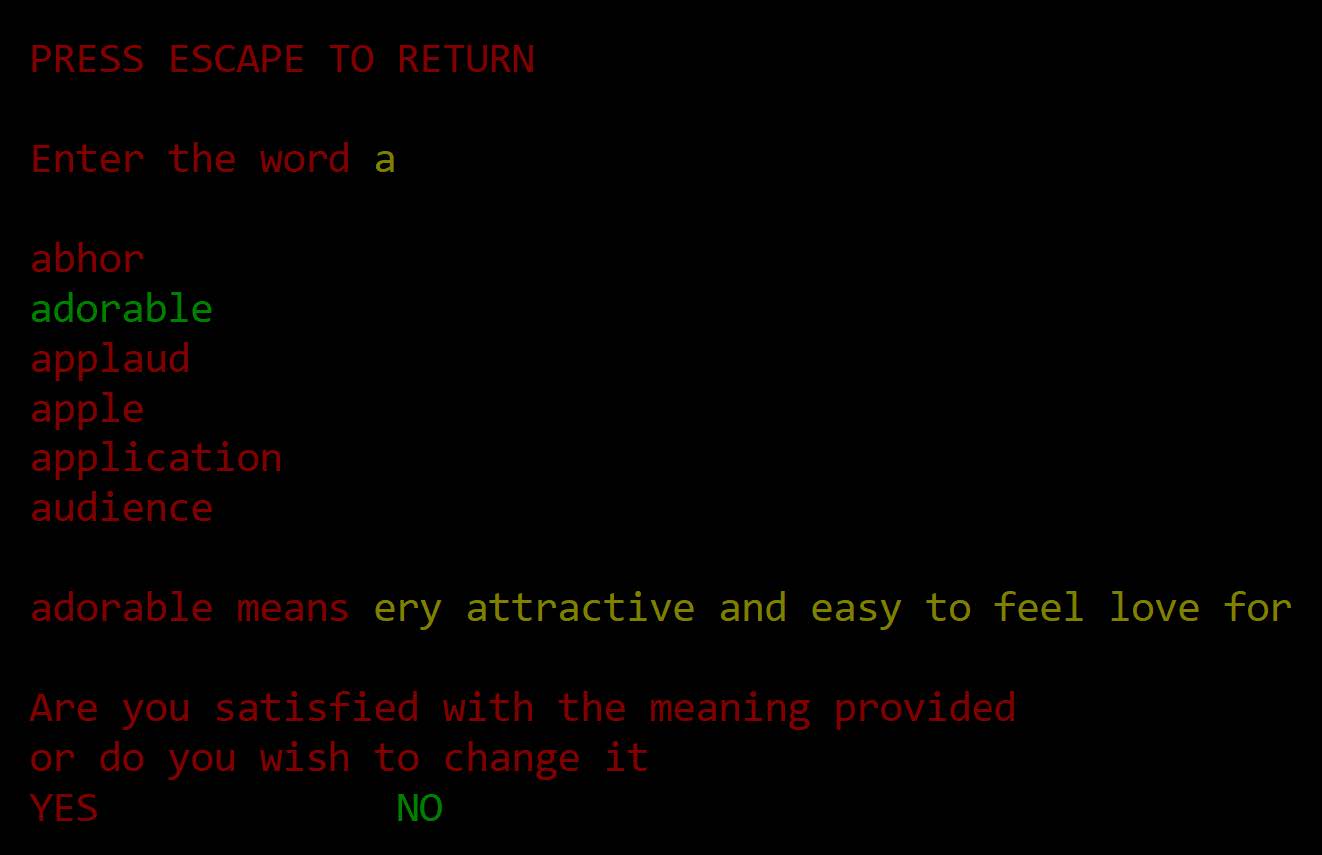 PRESS ESCAPE TO RETURN
Enter the word a
abhor
adorable
applaud
apple
application
audience
adorable means ery attractive and easy to feel love for
Are you satisfied with the meaning provided
or do you wish to change it
YES NO